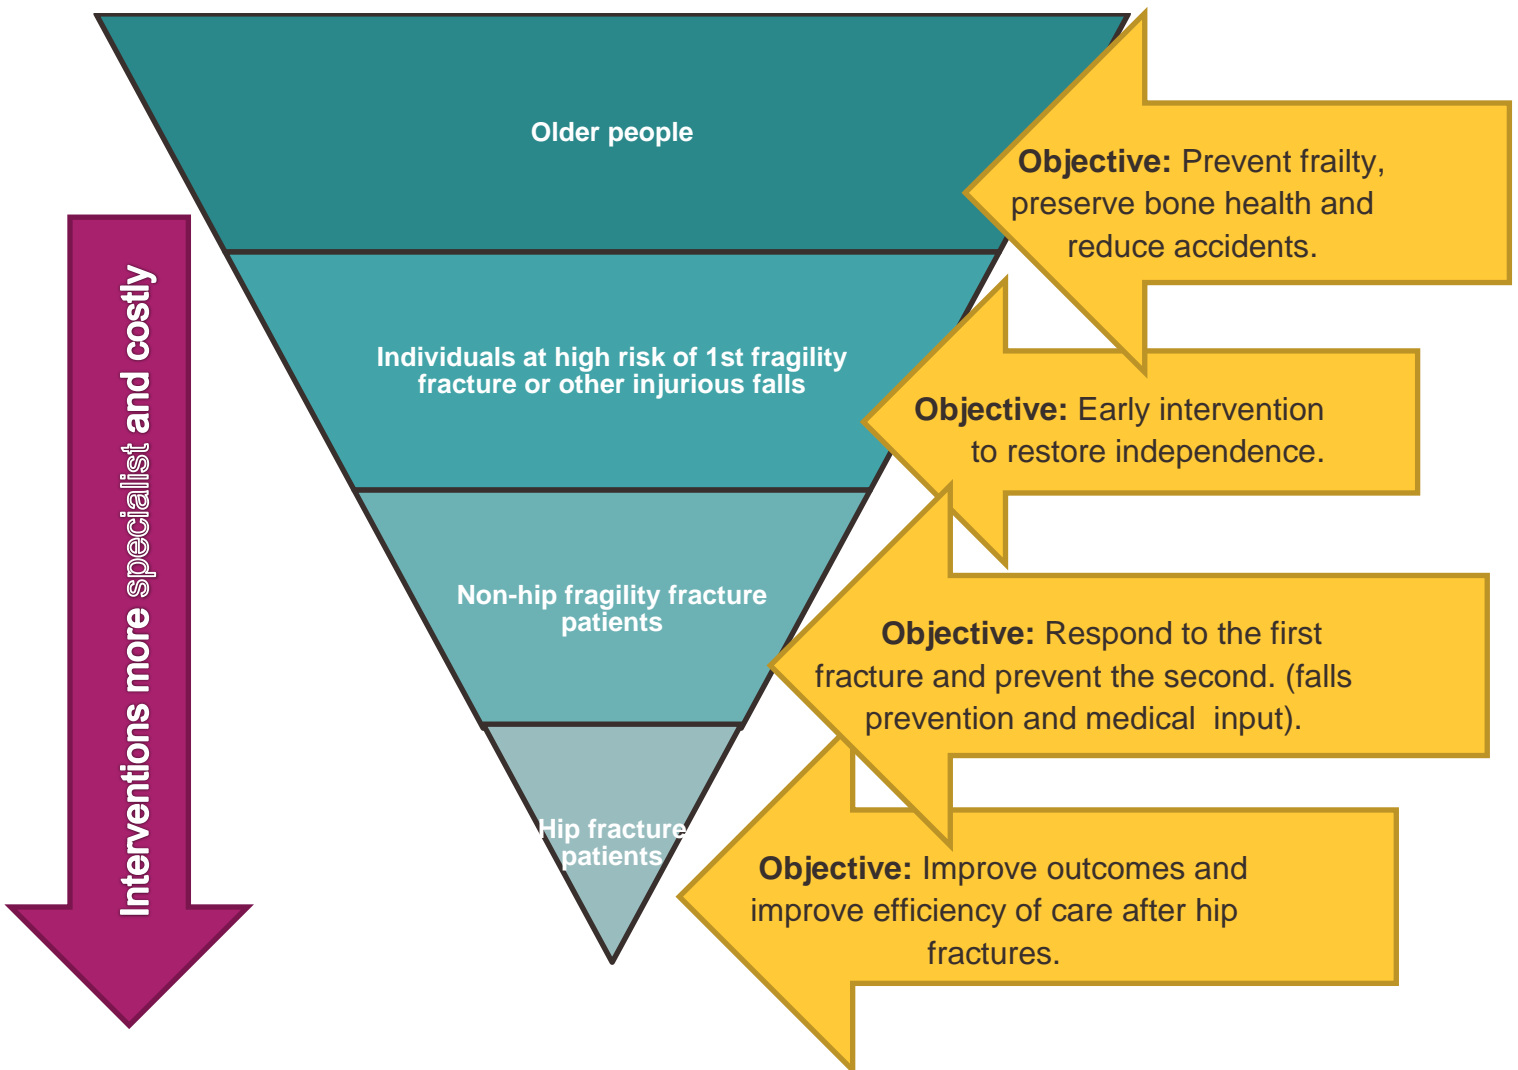 Older people
Objective: Prevent frailty,
preserve bone health and
reduce accidents.
Interventions more specialist and costly
Individuals at high risk of 1st fragility
fracture or other injurious falls
Objective: Early intervention
to restore independence.
Non-hip fragility fracture
patients
Objective: Respond to the first
fracture and prevent the second. (falls
prevention and medical  input).
Hip fracture
patients
Objective: Improve outcomes and
improve efficiency of care after hip
fractures.